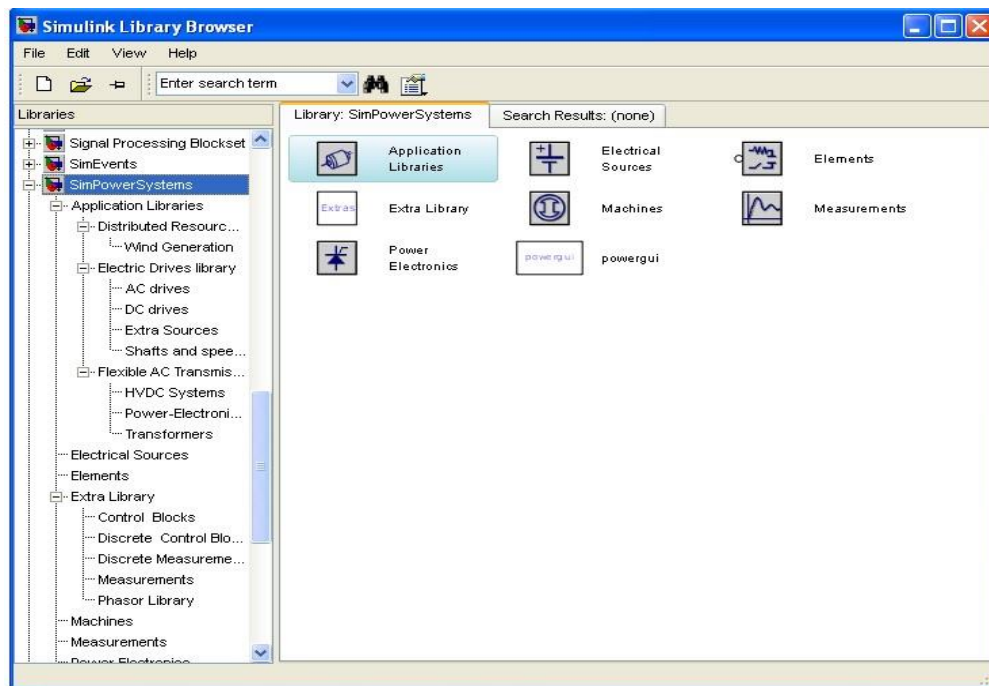 Simulink Library Browser
File Edit View Help
Enter search term
Libraries
Library: SimPowerSystems
Search Results: (none)
Signal Processing Blockset
SimEvents
SimPowerSystems
Application Libraries
Distributed Resourc...
Wind Generation
Electric Drives library
AC drives
DC drives
Extra Sources
Shafts and spee...
Flexible AC Transmis...
HVDC Systems
Power-Electroni...
Transformers
Electrical Sources
Elements
Extra Library
Control Blocks
Discrete Control Blo...
Discrete Measureme...
Measurements
Phasor Library
Machines
Measurements
Power Electronics
Application
Libraries
Electrical
Sources
Elements
Extras
Extra Library
Machines
Measurements
Power
Electronics
powergui
powergui